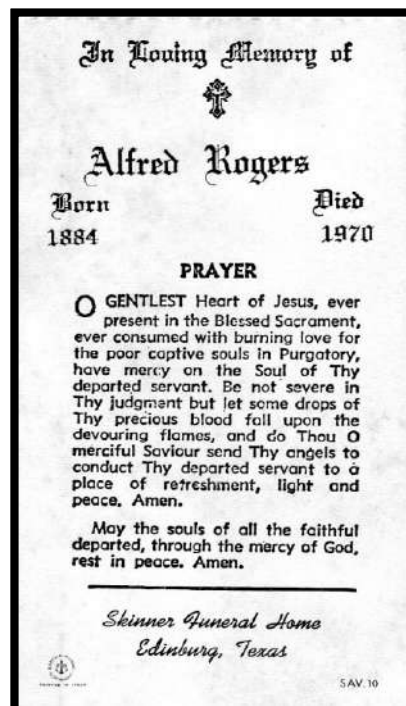 In Loving Memory of
Alfred Rogers
Born Died
1884 1970
PRAYER
O GENTLEST Heart of Jesus, ever
present in the Blessed Sacrament,
ever consumed with burning love for
the poor captive souls in Purgatory,
have mercy on the Soul of Thy
departed servant. Be not severe in
Thy judgment but let some drops of
Thy precious blood fall upon the
devouring flames, and do Thou O
merciful Saviour send Thy angels to
conduct Thy departed servant to a
place of refreshment, light and
peace. Amen.
May the souls of all the faithful
departed, through the mercy of God,
rest in peace. Amen.
Skinner Funeral Home
Edinburg, Texas
SAV. 10